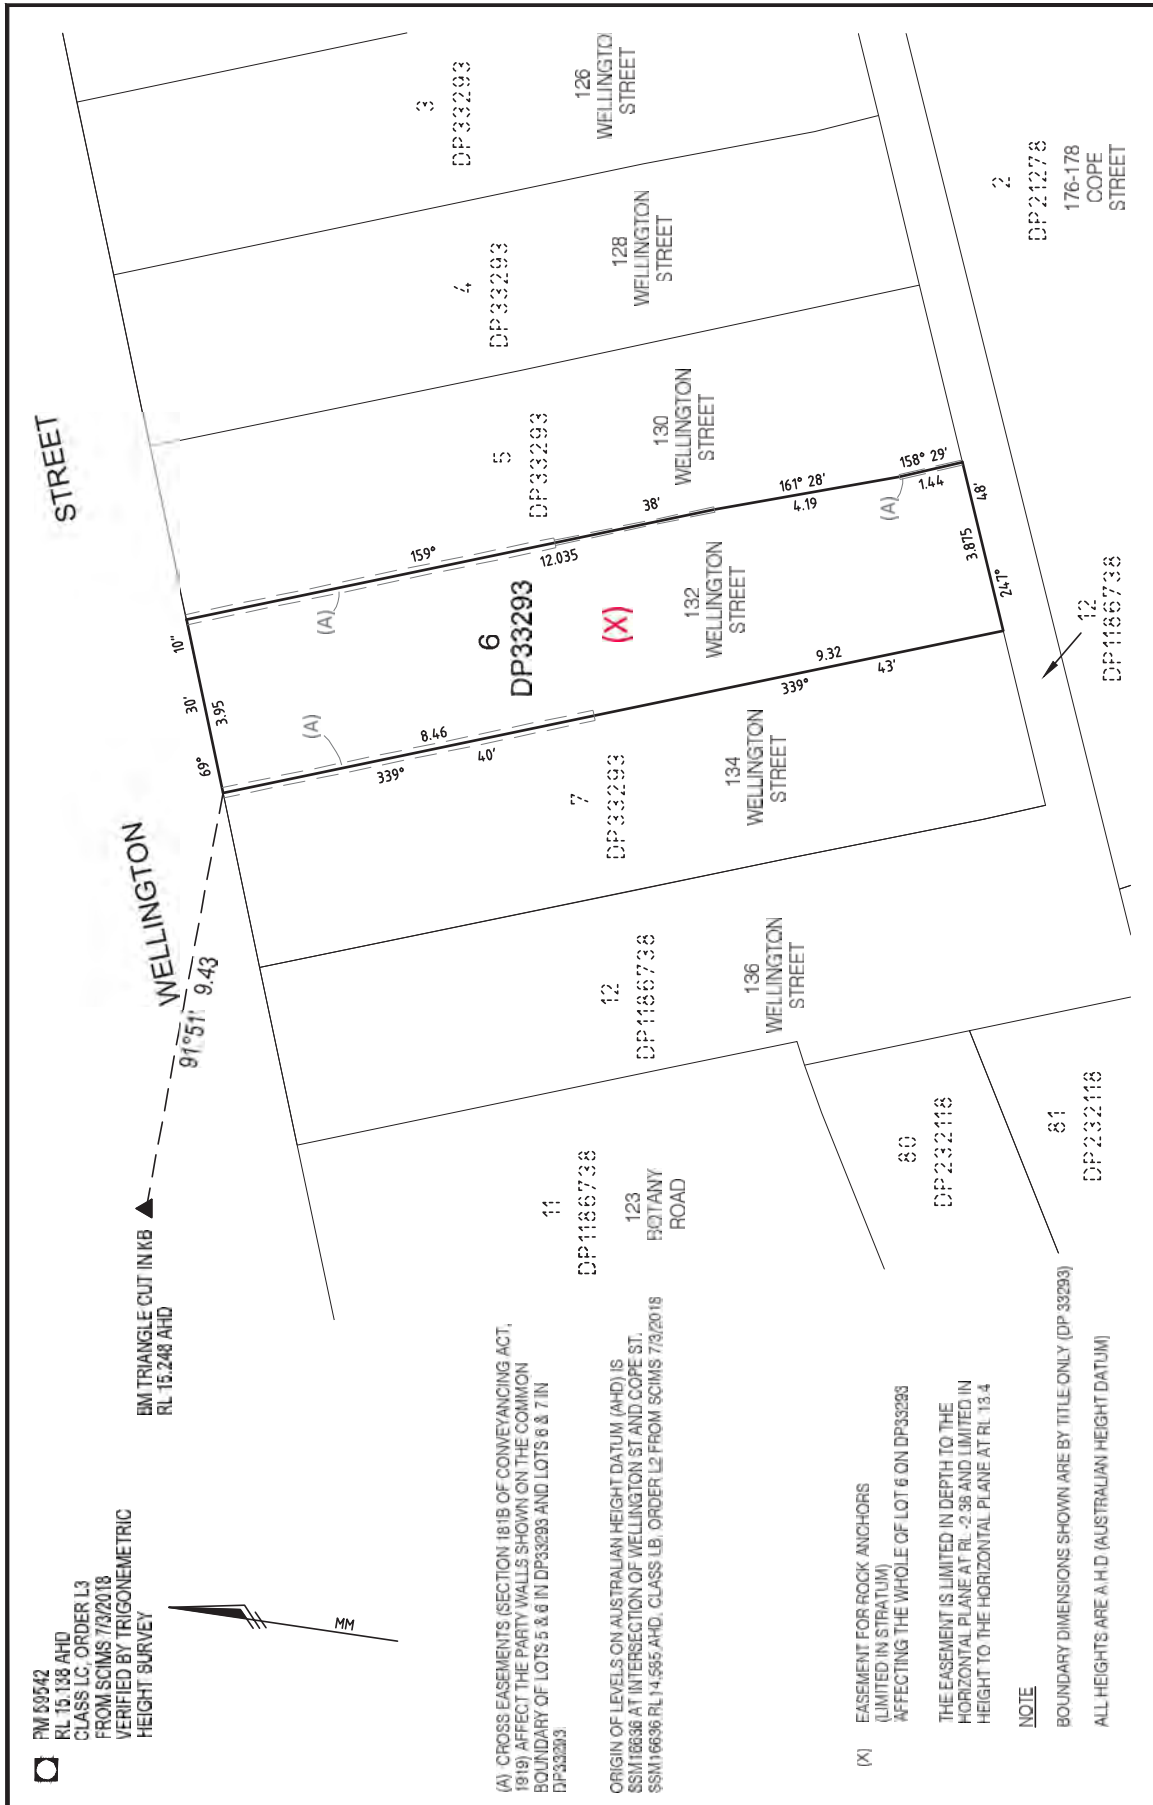 PM 59542
RL 15.138 AHD
CLASS LC, ORDER L3
FROM SCIMS 7/3/2018
VERIFIED BY TRIGONEMETRIC
HEIGHT SURVEY
MM
BM TRIANGLE CUT IN KB
RL 15.248 AHD
91°51' 9.43
WELLINGTON
STREET
69°
30'
10"
3.95
(A)
(A)
159°
38'
12.035
161° 28'
4.19
158° 29'
1.44
(A)
247°
48'
3.875
339°
43'
9.32
339°
40'
8.46
6
DP33293
(X)
132
WELLINGTON
STREET
3
DP33293
126
WELLINGTO
STREET
4
DP33293
128
WELLINGTON
STREET
5
DP33293
130
WELLINGTON
STREET
7
DP33293
134
WELLINGTON
STREET
12
DP1186738
136
WELLINGTON
STREET
11
DP1186738
123
BOTANY
ROAD
12
DP1186738
2
DP21278
176-178
COPE
STREET
80
DP232118
81
DP232118
(A) CROSS EASEMENTS (SECTION 181B OF CONVEYANCING ACT,
1919) AFFECT THE PARTY WALLS SHOWN ON THE COMMON
BOUNDARY OF LOTS 5 & 6 IN DP33293 AND LOTS 6 & 7 IN
DP33293
ORIGIN OF LEVELS ON AUSTRALIAN HEIGHT DATUM (AHD) IS
SSM16636 AT INTERSECTION OF WELLINGTON ST AND COPE ST.
SSM16636 RL14.585 AHD, CLASS LB, ORDER L2 FROM SCIMS 7/3/2018
(X) EASEMENT FOR ROCK ANCHORS
(LIMITED IN STRATUM)
AFFECTING THE WHOLE OF LOT 6 ON DP33293
THE EASEMENT IS LIMITED IN DEPTH TO THE
HORIZONTAL PLANE AT RL -2.38 AND LIMITED IN
HEIGHT TO THE HORIZONTAL PLANE AT RL 13.4
NOTE
BOUNDARY DIMENSIONS SHOWN ARE BY TITLE ONLY (DP 33293)
ALL HEIGHTS ARE A.H.D (AUSTRALIAN HEIGHT DATUM)